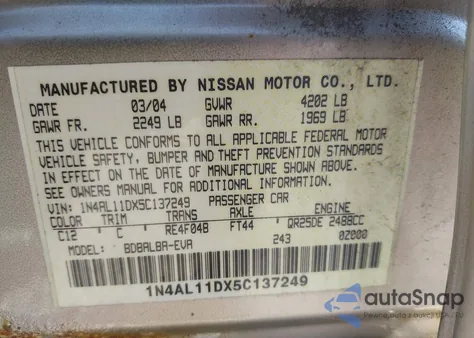 MANUFACTURED BY NISSAN MOTOR CO., LTD.
DATE 03/04 GVWR 4202 LB
GAWR FR. 2249 LB GAWR RR. 1969 LB
THIS VEHICLE CONFORMS TO ALL APPLICABLE FEDERAL MOTOR
VEHICLE SAFETY, BUMPER AND THEFT PREVENTION STANDARDS
IN EFFECT ON THE DATE OF MANUFACTURE SHOWN ABOVE.
SEE OWNERS MANUAL FOR ADDITIONAL INFORMATION.
VIN: 1N4AL11DX5C137249 PASSENGER CAR
COLOR TRIM TRANS AXLE ENGINE
C12 C RE4F04B FT44 QR25DE 2488CC
MODEL: BDBALBA-EVA 243 0Z000
1N4AL11DX5C137249
autoSnap